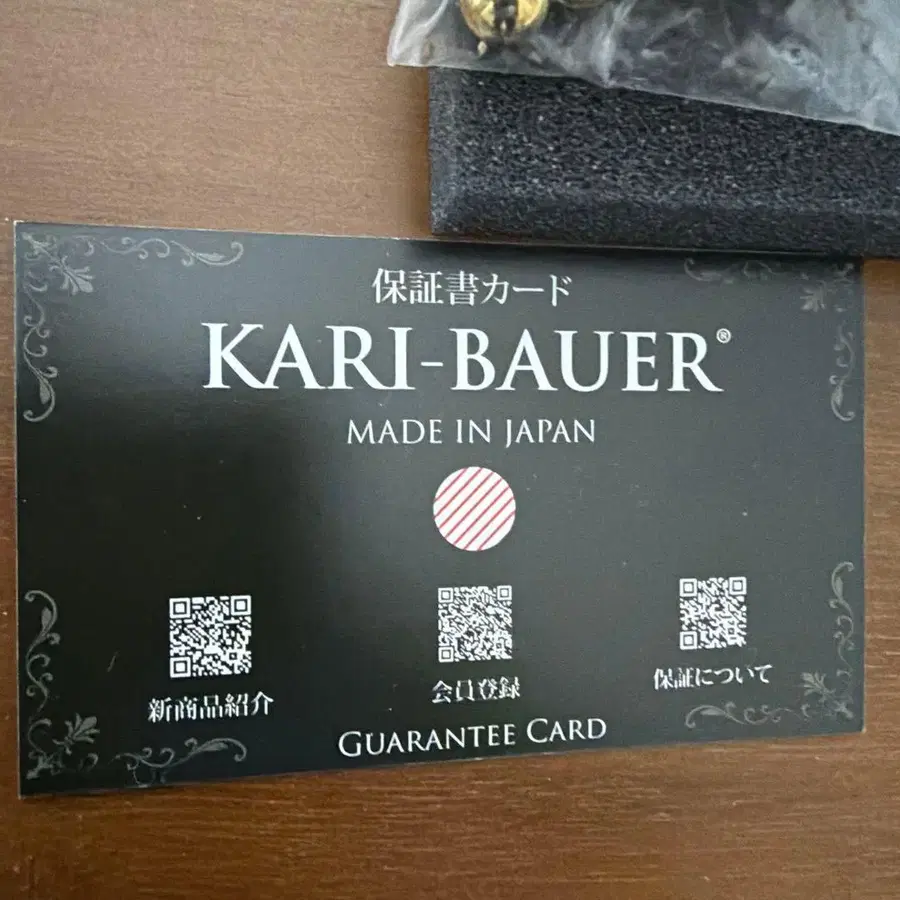 保証書カード
KARI-BAUER®
MADE IN JAPAN
新商品紹介
会員登録
保証について
GUARANTEE CARD